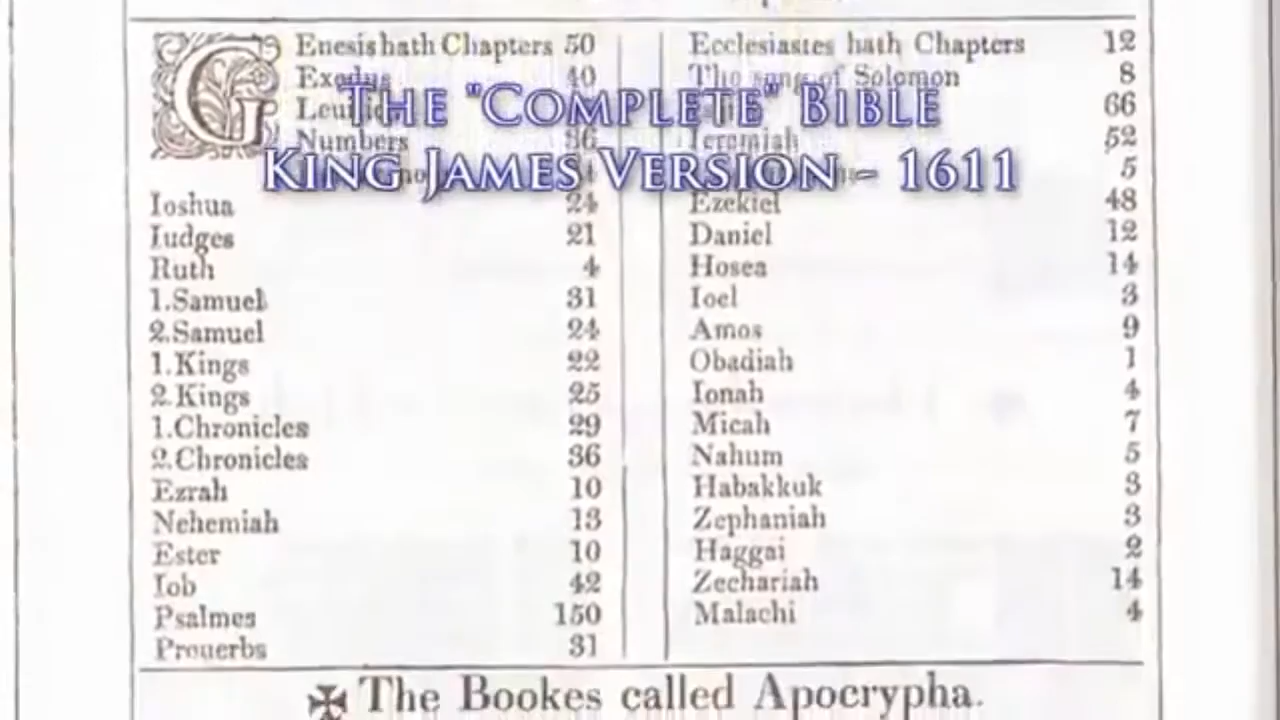 Genesis hath Chapters 50
Exodus 40
Leuiticus
Numbers 36
Ioshua 24
Iudges 21
Ruth 4
1.Samuel 31
2.Samuel 24
1.Kings 22
2.Kings 25
1.Chronicles 29
2.Chronicles 36
Ezrah 10
Nehemiah 13
Ester 10
Iob 42
Psalmes 150
Prouerbs 31
Ecclesiastes hath Chapters 12
The song of Solomon 8
66
Ieremiah 52
5
Ezekiel 48
Daniel 12
Hosea 14
Ioel 3
Amos 9
Obadiah 1
Ionah 4
Micah 7
Nahum 5
Habakkuk 3
Zephaniah 3
Haggai 2
Zechariah 14
Malachi 4
✠ The Bookes called Apocrypha.
THE "COMPLETE" BIBLE
KING JAMES VERSION - 1611